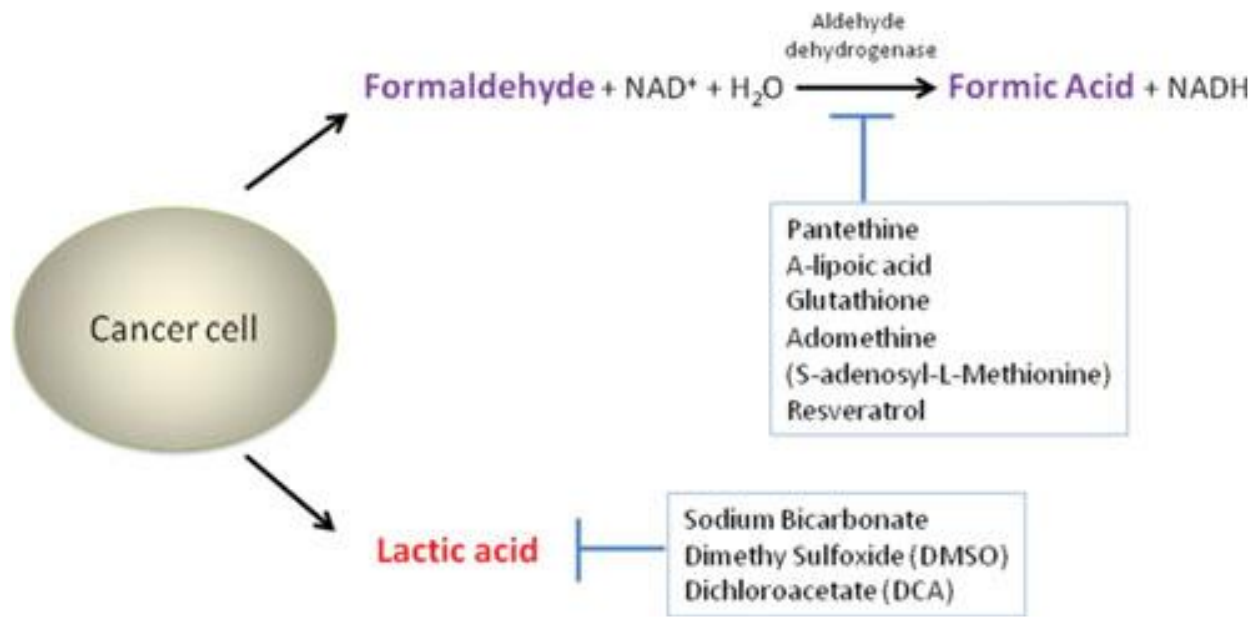 Aldehyde
dehydrogenase
Formaldehyde + NAD⁺ + H₂O
Formic Acid + NADH
Cancer cell
Pantethine
A-lipoic acid
Glutathione
Adomethine
(S-adenosyl-L-Methionine)
Resveratrol
Lactic acid
Sodium Bicarbonate
Dimethy Sulfoxide (DMSO)
Dichloroacetate (DCA)